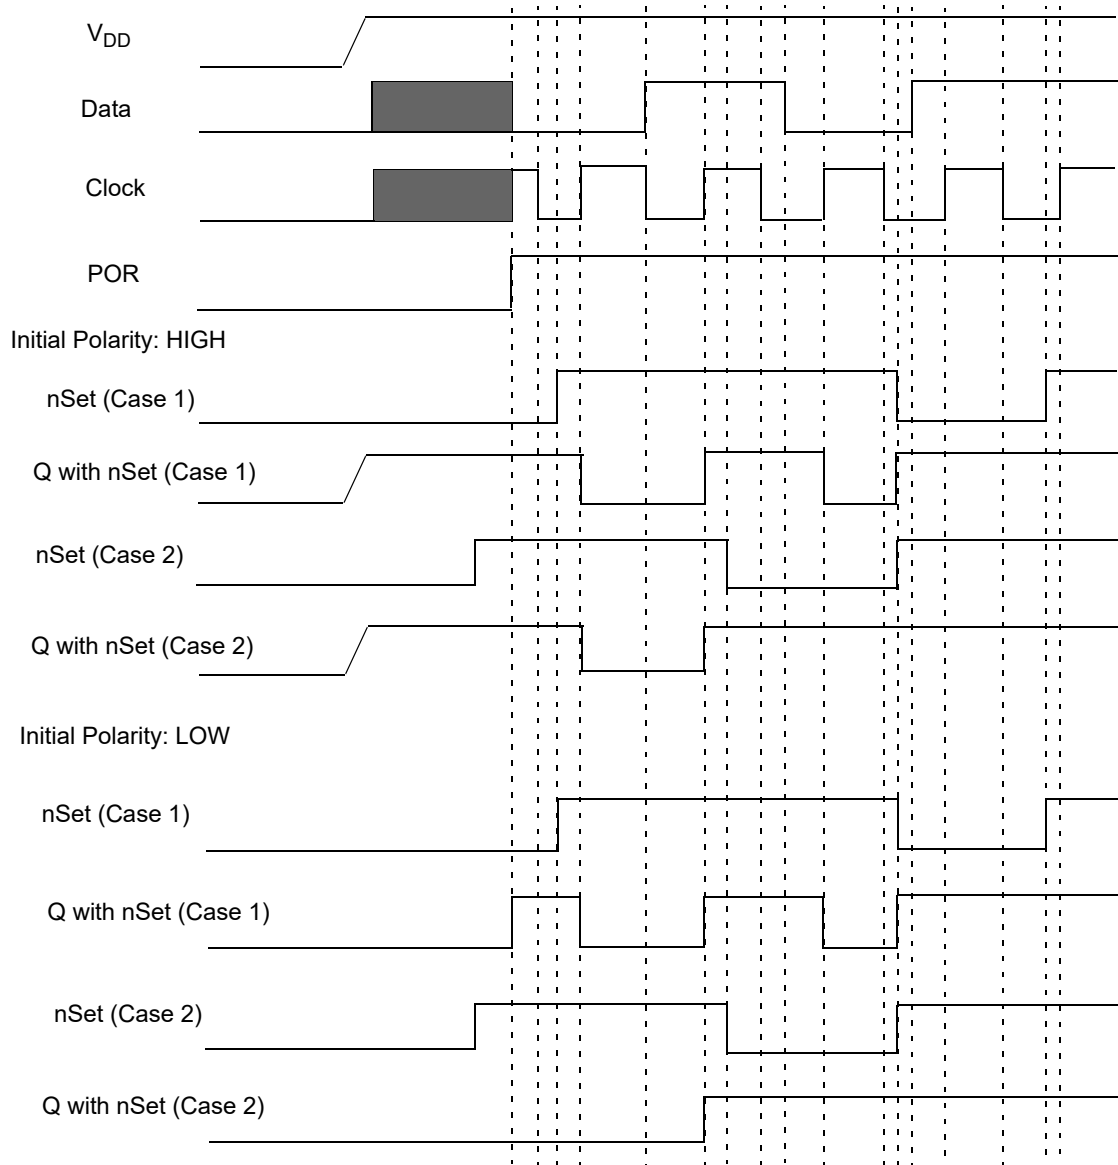 VDD
Data
Clock
POR
Initial Polarity: HIGH
nSet (Case 1)
Q with nSet (Case 1)
nSet (Case 2)
Q with nSet (Case 2)
Initial Polarity: LOW
nSet (Case 1)
Q with nSet (Case 1)
nSet (Case 2)
Q with nSet (Case 2)